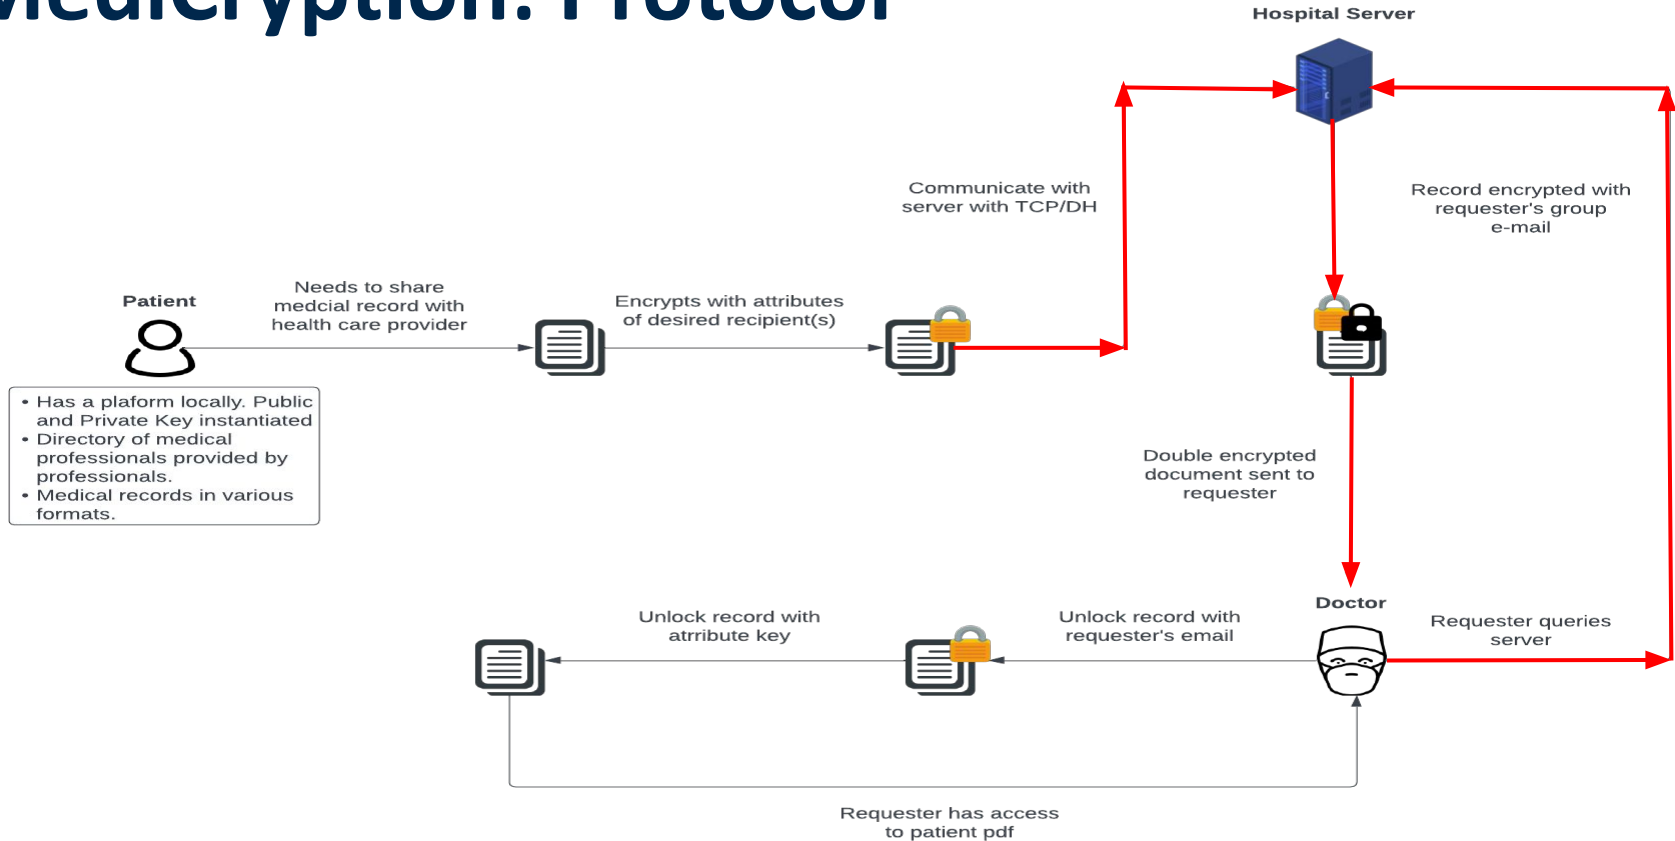 MediCryption: Protocol
Hospital Server
Communicate with
server with TCP/DH
Record encrypted with
requester's group
e-mail
Patient
Needs to share
medcial record with
health care provider
Encrypts with attributes
of desired recipient(s)
• Has a plaform locally. Public
and Private Key instantiated
• Directory of medical
professionals provided by
professionals.
• Medical records in various
formats.
Double encrypted
document sent to
requester
Doctor
Requester queries
server
Unlock record with
requester's email
Unlock record with
atrribute key
Requester has access
to patient pdf